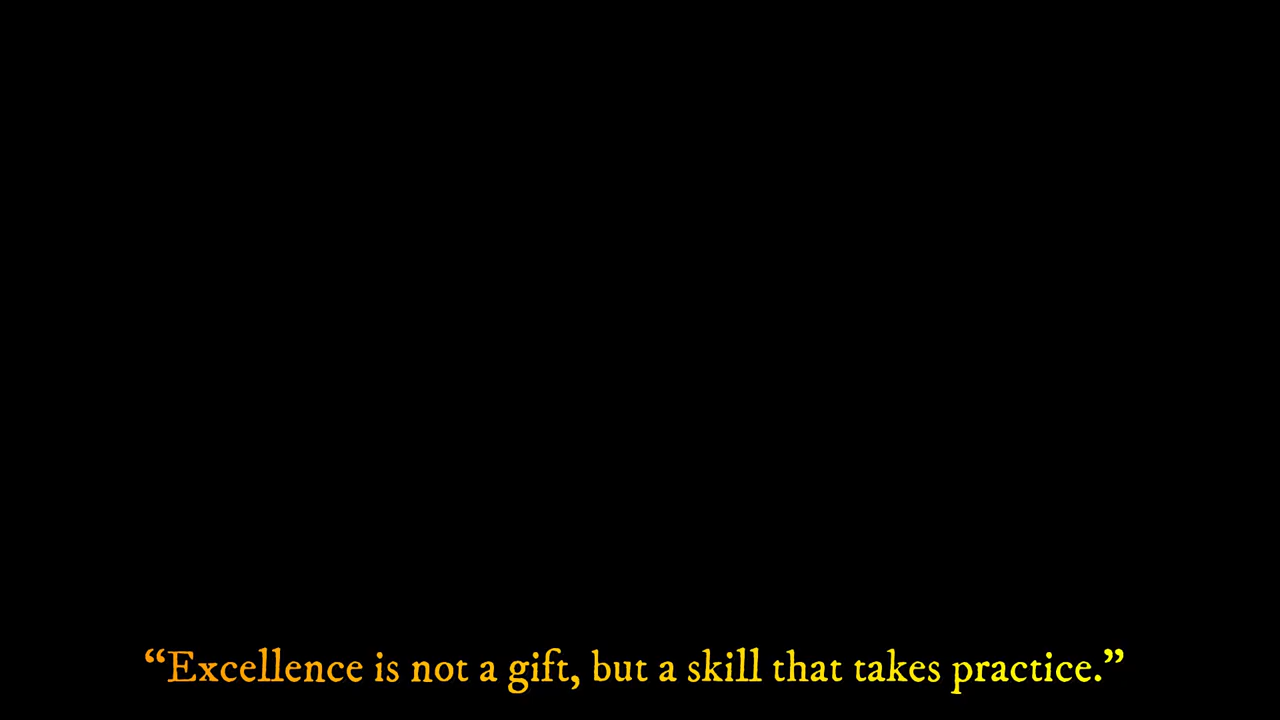 “Excellence is not a gift, but a skill that takes practice.”